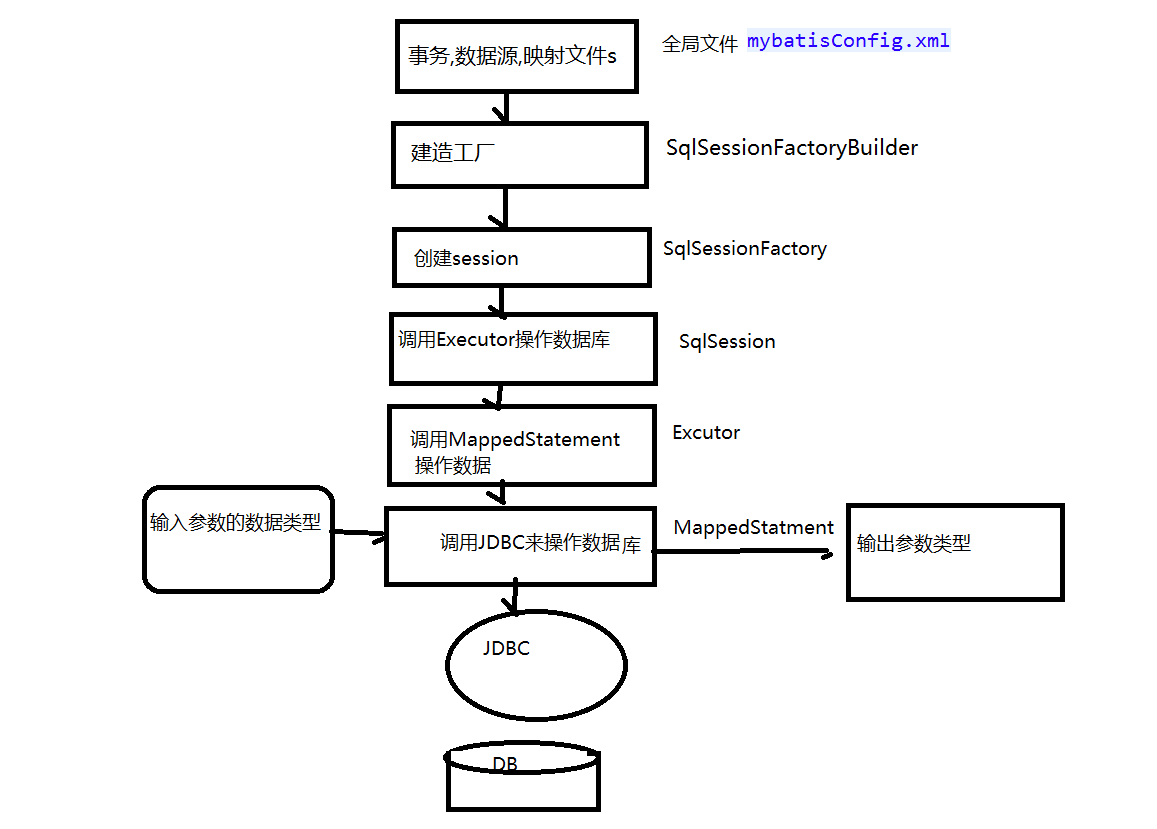 事务,数据源,映射文件s
全局文件 mybatisConfig.xml
建造工厂
SqlSessionFactoryBuilder
创建session
SqlSessionFactory
调用Executor操作数据库
SqlSession
调用MappedStatement
操作数据
Excutor
输入参数的数据类型
调用JDBC来操作数据库
MappedStatment
输出参数类型
JDBC
DB